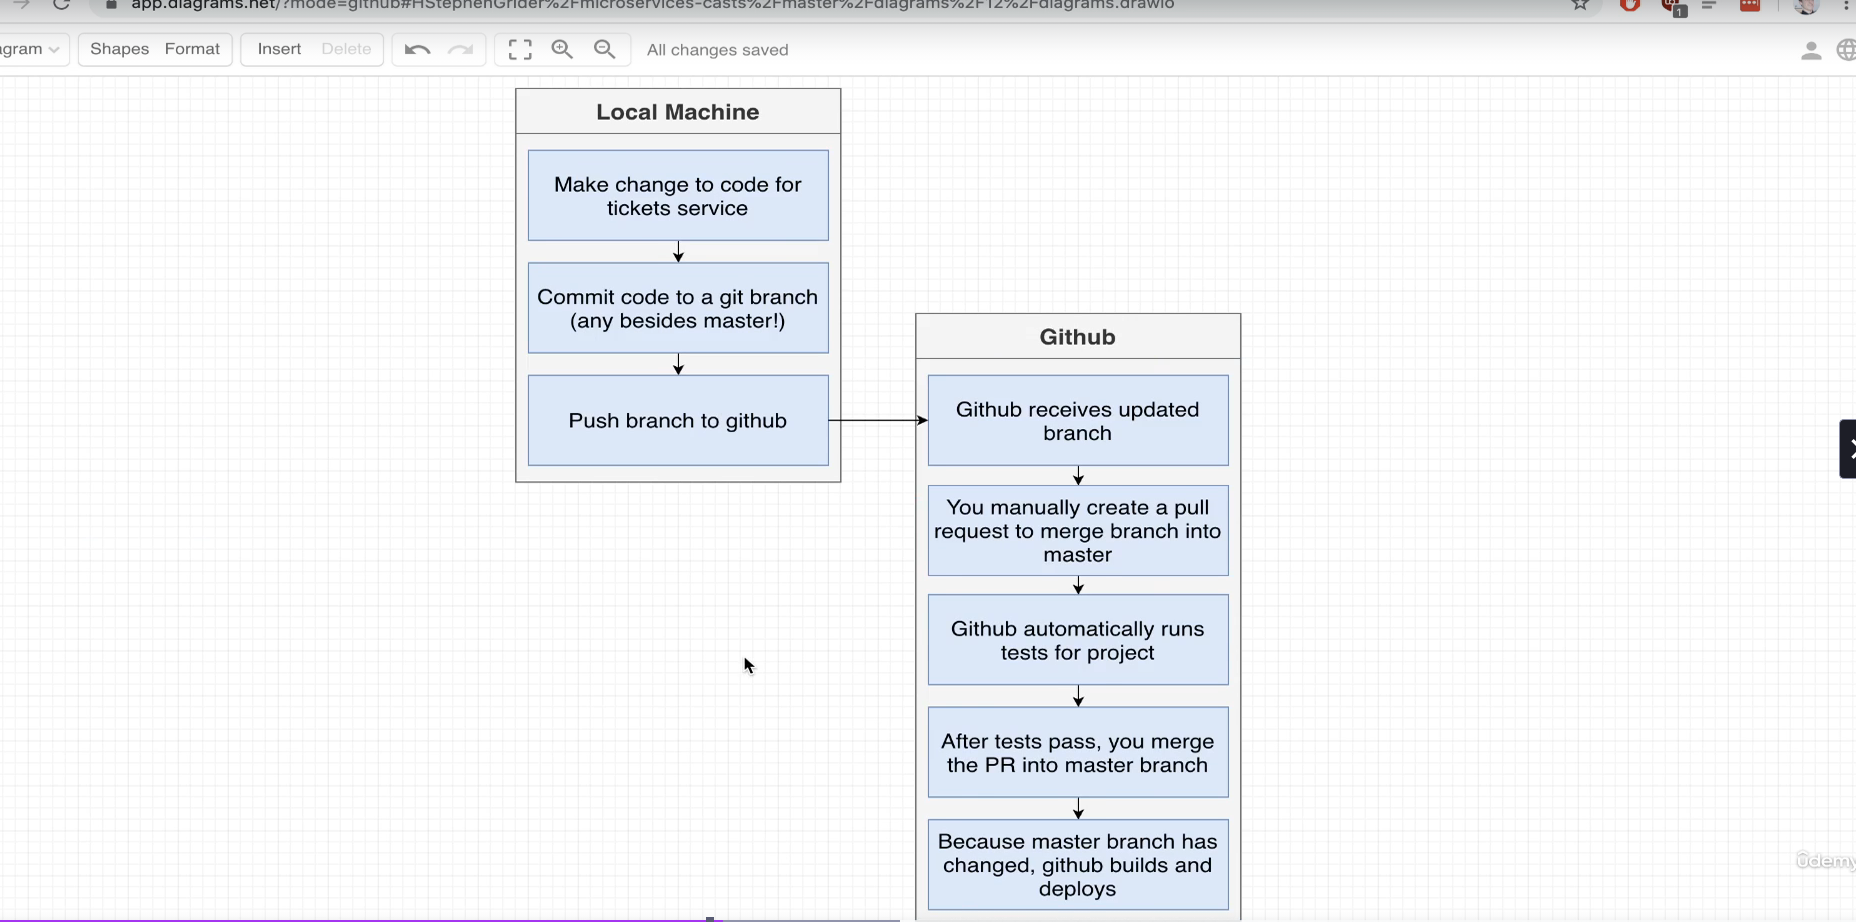 app.diagrams.net/?mode=github#HStephenGrider%2Fmicroservices-casts%2Fmaster%2Fdiagrams%2F12%2Fdiagrams.drawio
1
agram
Shapes Format
Insert Delete
All changes saved
Local Machine
Make change to code for
tickets service
Commit code to a git branch
(any besides master!)
Push branch to github
Github
Github receives updated
branch
You manually create a pull
request to merge branch into
master
Github automatically runs
tests for project
After tests pass, you merge
the PR into master branch
Because master branch has
changed, github builds and
deploys
ûdemy